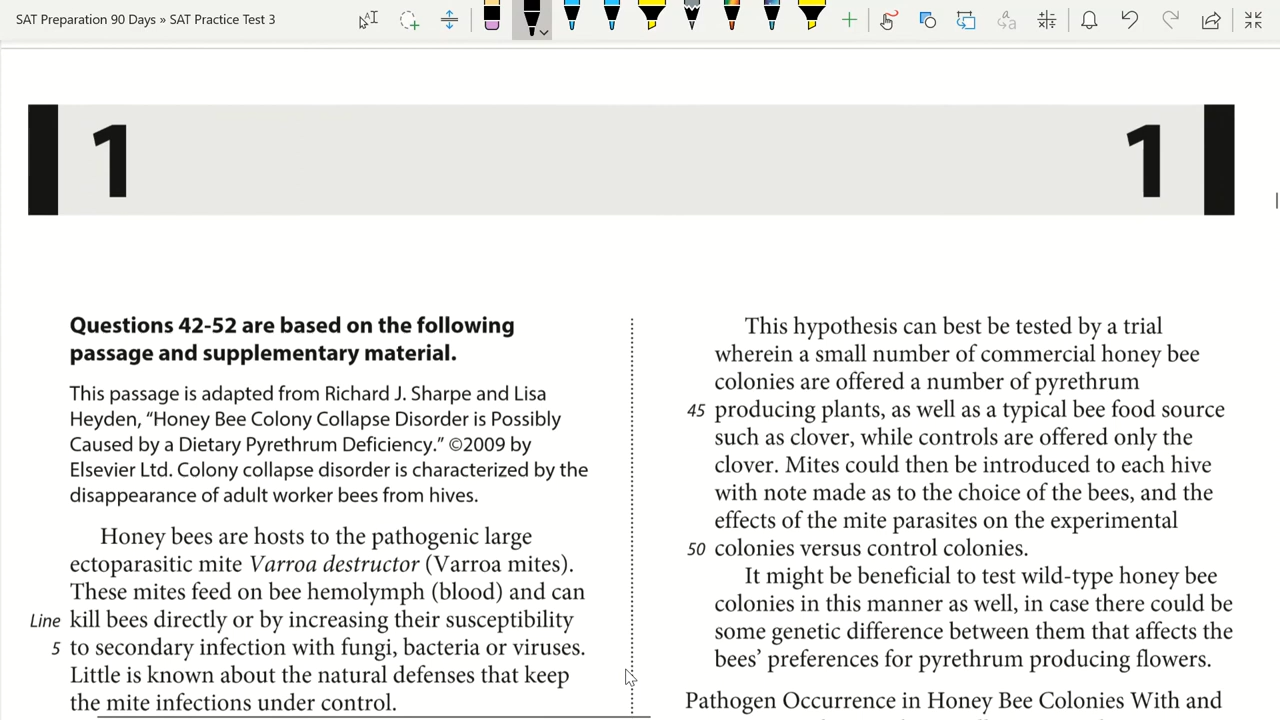 SAT Preparation 90 Days » SAT Practice Test 3
1
1
Questions 42-52 are based on the following
passage and supplementary material.
This passage is adapted from Richard J. Sharpe and Lisa
Heyden, “Honey Bee Colony Collapse Disorder is Possibly
Caused by a Dietary Pyrethrum Deficiency.” ©2009 by
Elsevier Ltd. Colony collapse disorder is characterized by the
disappearance of adult worker bees from hives.
Honey bees are hosts to the pathogenic large
ectoparasitic mite Varroa destructor (Varroa mites).
These mites feed on bee hemolymph (blood) and can
Line kill bees directly or by increasing their susceptibility
5 to secondary infection with fungi, bacteria or viruses.
Little is known about the natural defenses that keep
the mite infections under control.
This hypothesis can best be tested by a trial
wherein a small number of commercial honey bee
colonies are offered a number of pyrethrum
45 producing plants, as well as a typical bee food source
such as clover, while controls are offered only the
clover. Mites could then be introduced to each hive
with note made as to the choice of the bees, and the
effects of the mite parasites on the experimental
50 colonies versus control colonies.
It might be beneficial to test wild-type honey bee
colonies in this manner as well, in case there could be
some genetic difference between them that affects the
bees’ preferences for pyrethrum producing flowers.
Pathogen Occurrence in Honey Bee Colonies With and